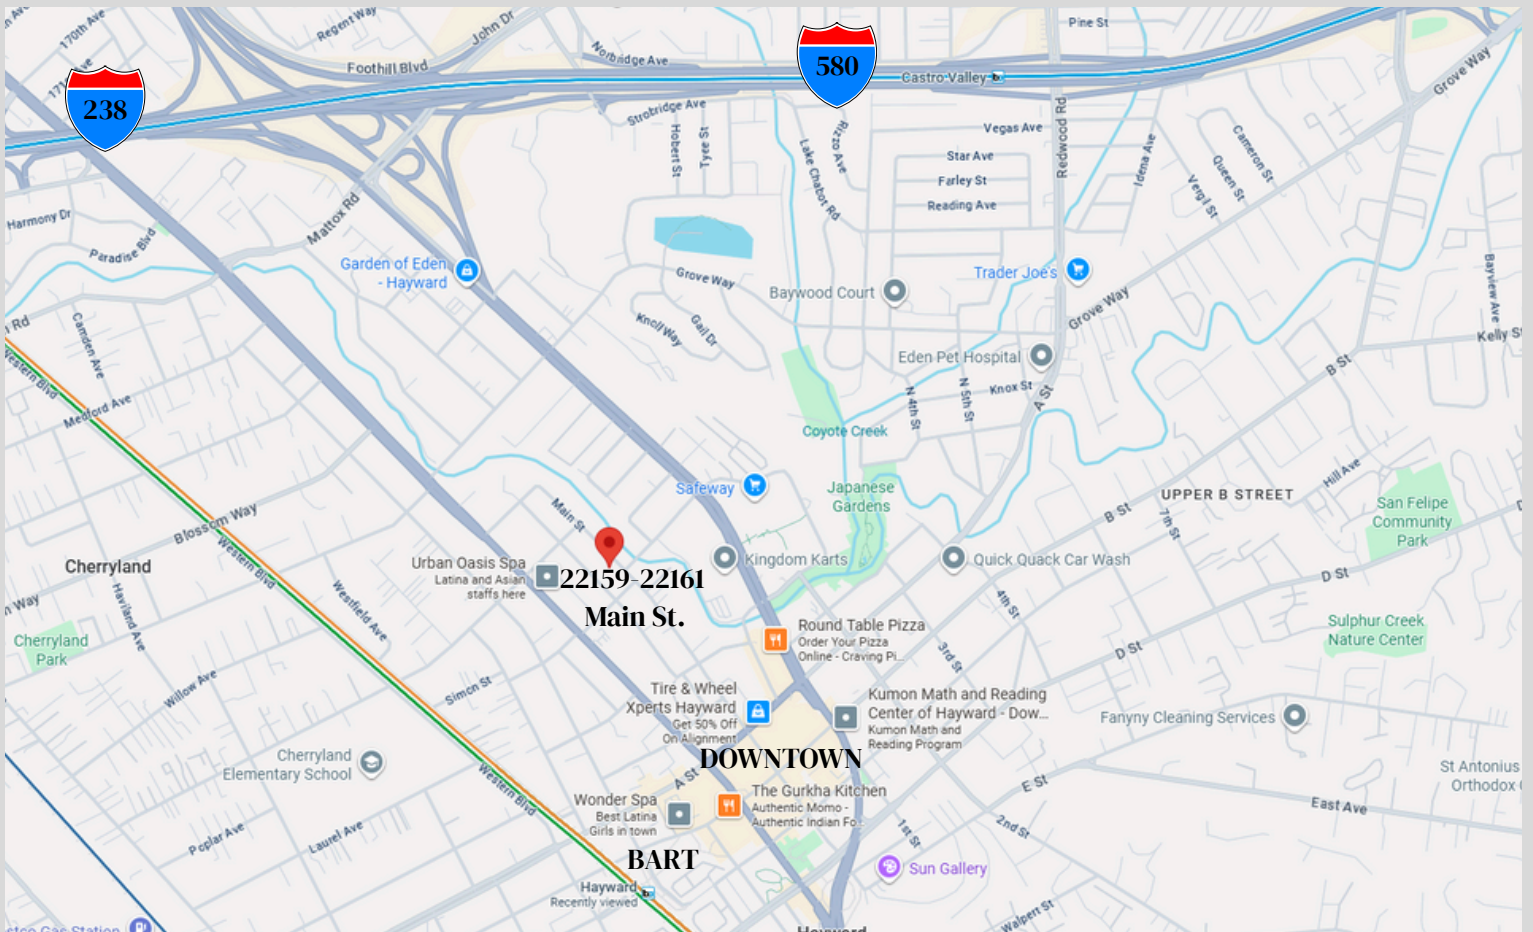 170th Ave
Regent Way
John Dr
Pine St
Norbridge Ave
580
Foothill Blvd
Castro Valley
Grove Way
238
Strobridge Ave
Hobert St
Tyee St
Rizzo Ave
Lake Chabot Rd
Redwood Rd
Vegas Ave
Star Ave
Farley St
Reading Ave
Idena Ave
Cameron St
Queen St
Vergil St
Harmony Dr
Mattox Rd
Paradise Blvd
Garden of Eden
- Hayward
Grove Way
Baywood Court
Trader Joe's
Bayview Ave
Grove Way
Knoll Way
Gail Dr
Camden Ave
Kelly St
Eden Pet Hospital
B St
Western Blvd
N 4th St
N 5th St
Knox St
A St
Medford Ave
Coyote Creek
Safeway
Japanese
Gardens
UPPER B STREET
Hill Ave
San Felipe
Community
Park
Main St
B St
7th St
Blossom Way
Western Blvd
Cherryland
Urban Oasis Spa
Latina and Asian
staffs here
22159-22161
Main St.
Kingdom Karts
Quick Quack Car Wash
D St
Haviland Ave
Westfield Ave
4th St
Cherryland
Park
Round Table Pizza
Order Your Pizza
Online - Craving Pi...
Sulphur Creek
Nature Center
3rd St
D St
Willow Ave
Simon St
Tire & Wheel
Xperts Hayward
Get 50% Off
On Alignment
Kumon Math and Reading
Center of Hayward - Dow...
Kumon Math and
Reading Program
Fanyny Cleaning Services
DOWNTOWN
Cherryland
Elementary School
A St
Western Blvd
The Gurkha Kitchen
Authentic Momo -
Authentic Indian Fo...
E St
St Antonius
Orthodox
East Ave
Wonder Spa
Best Latina
Girls in town
Poplar Ave
Laurel Ave
1st St
2nd St
BART
Sun Gallery
Hayward
Recently viewed
Walpert St
Gas Station
Hayward